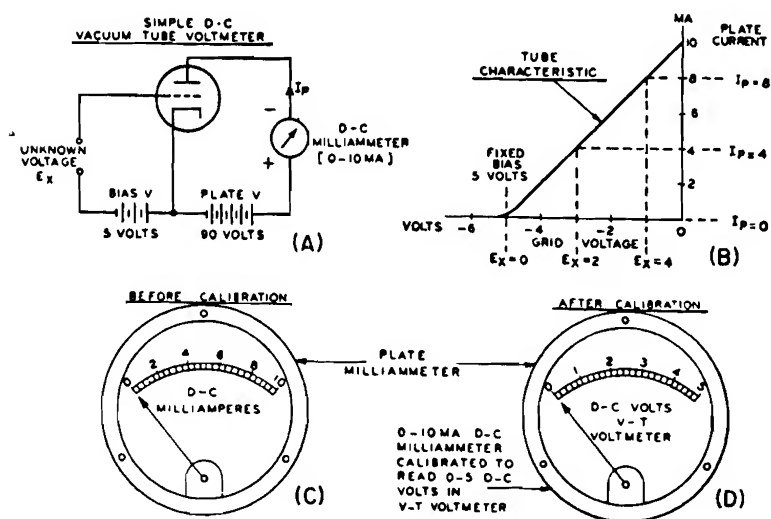 SIMPLE D-C
VACUUM TUBE VOLTMETER
Ip
-
D-C
MILLIAMMETER
[0-10 MA]
+
UNKNOWN
VOLTAGE
EX
BIAS V
5 VOLTS
PLATE V
90 VOLTS
(A)
MA
PLATE
CURRENT
10
8
6
4
2
TUBE
CHARACTERISTIC
IP=8
IP=4
IP=0
FIXED
BIAS
5 VOLTS
VOLTS
-6
-4
-2
0
GRID VOLTAGE
EX=0
EX=2
EX=4
(B)
BEFORE CALIBRATION
0 2 4 6 8 10
D-C
MILLIAMPERES
(C)
PLATE
MILLIAMMETER
0-10MA D-C
MILLIAMMETER
CALIBRATED TO
READ 0-5 D-C
VOLTS IN
V-T VOLTMETER
AFTER CALIBRATION
0 1 2 3 4 5
D-C VOLTS
V-T
VOLTMETER
(D)